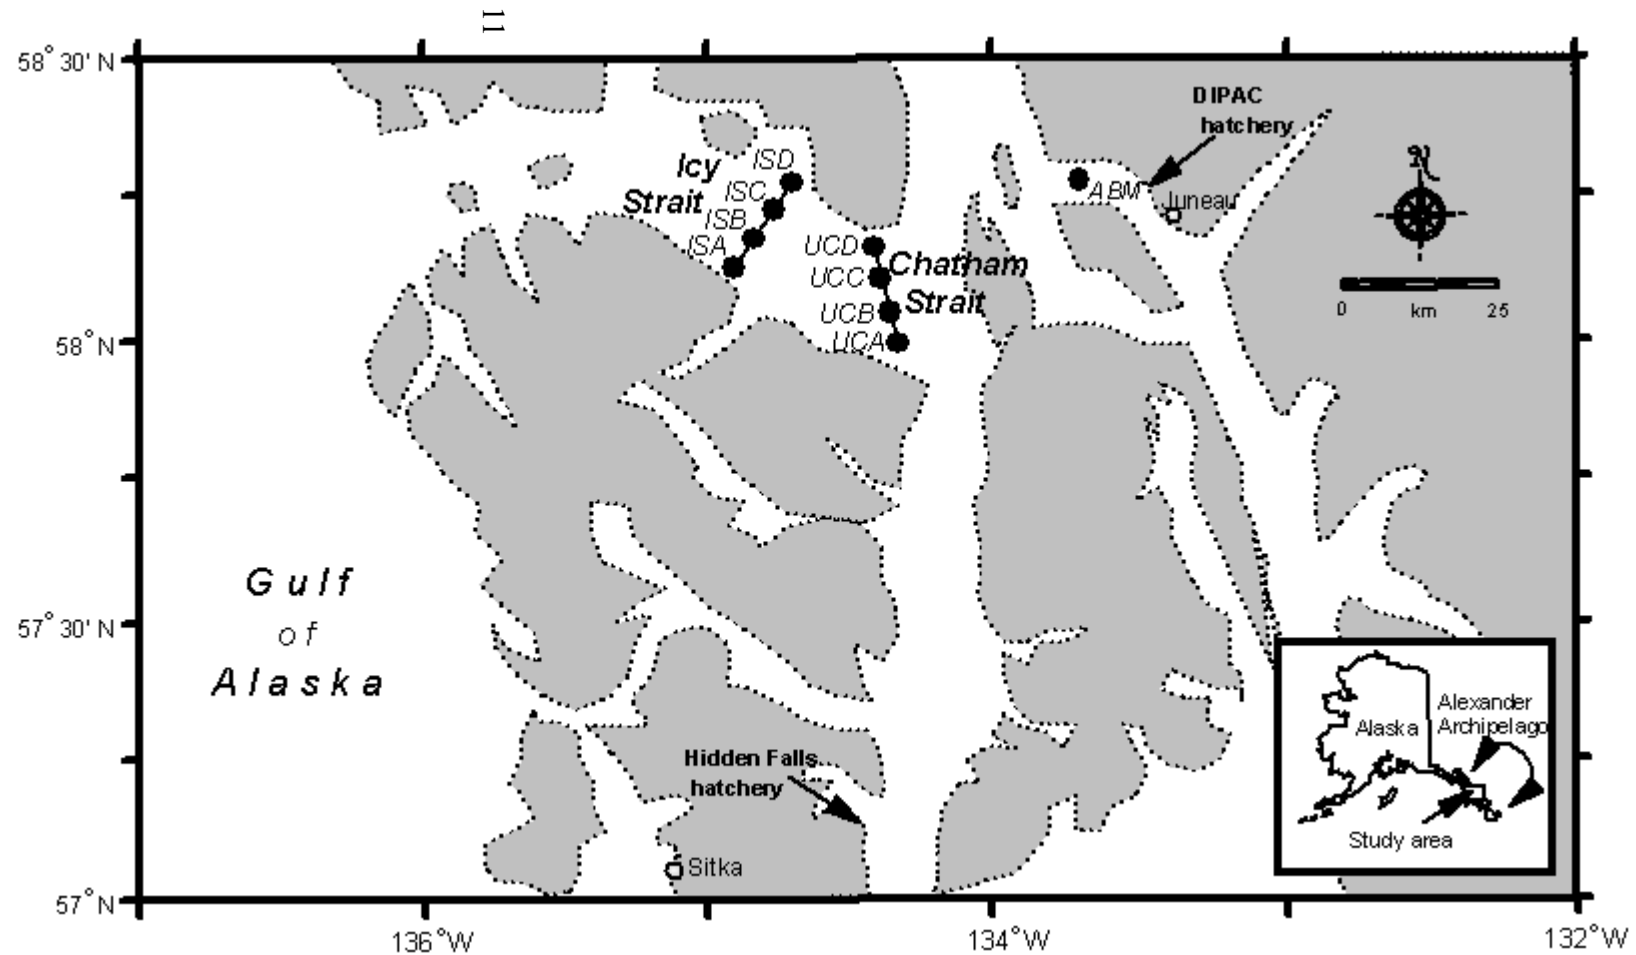 11
58° 30' N
DIPAC
hatchery
N
Icy
Strait
ISD
ISC
ISB
ISA
ABM
Juneau
UCD
UCC
UCB
UCA
Chatham
Strait
0 km 25
58° N
Gulf
of
Alaska
57° 30' N
Alaska
Alexander
Archipelago
Study area
Hidden Falls
hatchery
Sitka
57° N
136°W
134°W
132°W